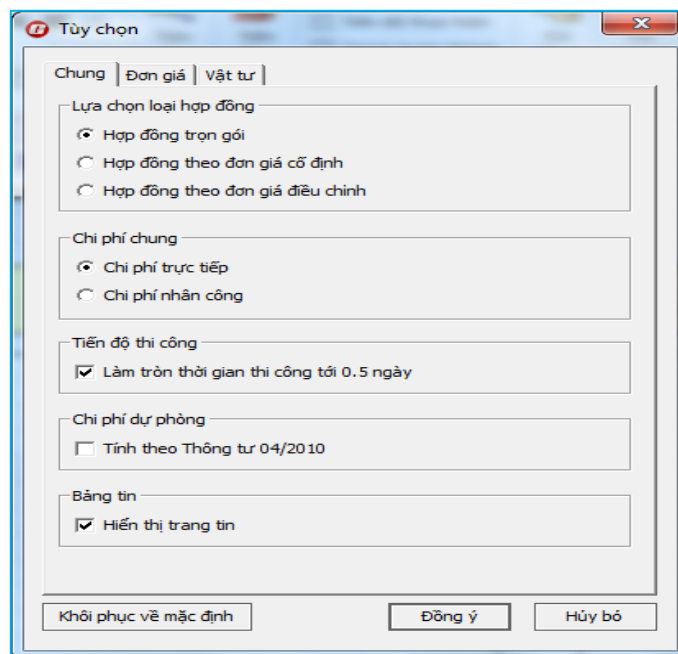 Tùy chọn
Chung Đơn giá Vật tư
Lựa chọn loại hợp đồng
Hợp đồng trọn gói
Hợp đồng theo đơn giá cố định
Hợp đồng theo đơn giá điều chỉnh
Chi phí chung
Chi phí trực tiếp
Chi phí nhân công
Tiến độ thi công
Làm tròn thời gian thi công tới 0.5 ngày
Chi phí dự phòng
Tính theo Thông tư 04/2010
Bảng tin
Hiển thị trang tin
Khôi phục về mặc định Đồng ý Hủy bỏ